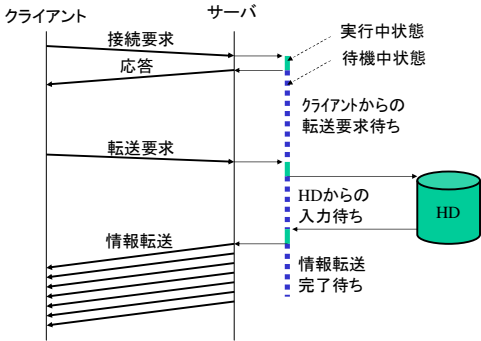 クライアント
サーバ
接続要求
実行中状態
応答
待機中状態
クライアントからの
転送要求待ち
転送要求
HDからの
入力待ち
HD
情報転送
情報転送
完了待ち